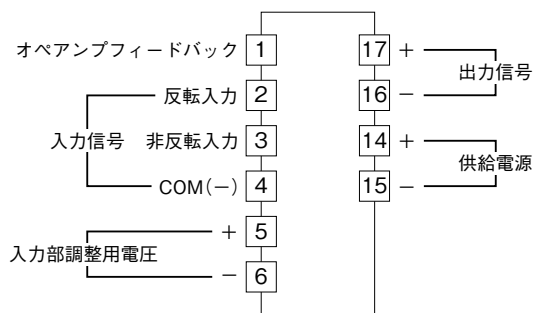 オペアンプフィードバック 1
反転入力 2
入力信号
非反転入力 3
COM(−) 4
+ 5
入力部調整用電圧
− 6
17 +
出力信号
16 −
14 +
供給電源
15 −